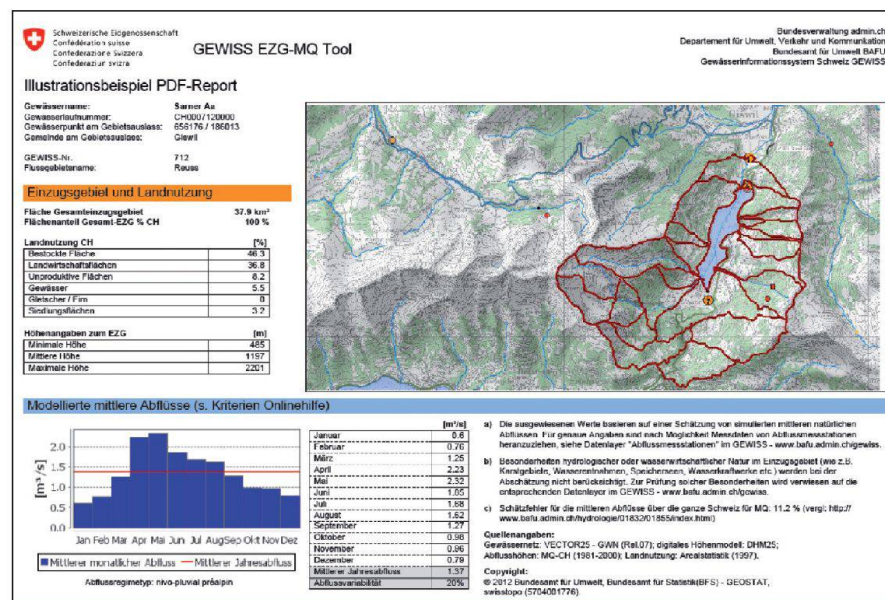 Schweizerische Eidgenossenschaft
Confédération suisse
Confederazione Svizzera
Confederaziun svizra
GEWISS EZG-MQ Tool
Bundesverwaltung admin.ch
Departement für Umwelt, Verkehr und Kommunikation
Bundesamt für Umwelt BAFU
Gewässerinformationssystem Schweiz GEWISS
Illustrationsbeispiel PDF-Report
Gewässername: Sarner Aa
Gewässerlaufnummer: CH0007120000
Gewässerpunkt am Gebietsauslass: 656176 / 186013
Gemeinde am Gebietsauslass: Giswil
GEWISS-Nr. 712
Flussgebietsname: Reuss
Einzugsgebiet und Landnutzung
Fläche Gesamteinzugsgebiet 37.9 km²
Flächenanteil Gesamt-EZG % CH 100 %
Landnutzung CH [%]
Bestockte Fläche 46.3
Landwirtschaftsflächen 36.8
Unproduktive Flächen 8.2
Gewässer 5.5
Gletscher / Firn 0
Siedlungsflächen 3.2
Höhenangaben zum EZG [m]
Minimale Höhe 485
Mittlere Höhe 1197
Maximale Höhe 2201
Modellierte mittlere Abflüsse (s. Kriterien Onlinehilfe)
[m³/s]
2.0
1.5
1.0
0.5
0.0
Jan Feb Mar Apr Mai Jun Jul Aug Sep Okt Nov Dez
Mittlerer monatlicher Abfluss Mittlerer Jahresabfluss
Abflussregimetyp: nivo-pluvial préalpin
[m³/s]
Januar 0.6
Februar 0.76
März 1.25
April 2.23
Mai 2.32
Juni 1.85
Juli 1.68
August 1.62
September 1.27
Oktober 0.98
November 0.96
Dezember 0.79
Mittlerer Jahresabfluss 1.37
Abflussvariabilität 20%
a) Die ausgewiesenen Werte basieren auf einer Schätzung von simulierten mittleren natürlichen
Abflüssen. Für genaue Angaben sind nach Möglichkeit Messdaten von Abflussmessstationen
heranzuziehen, siehe Datenlayer "Abflussmessstationen" im GEWISS - www.bafu.admin.ch/gewiss.
b) Besonderheiten hydrologischer oder wasserwirtschaftlicher Natur im Einzugsgebiet (wie z.B.
Karstgebiete, Wasserentnahmen, Speicherseen, Wasserkraftwerke etc.) werden bei der
Abschätzung nicht berücksichtigt. Zur Prüfung solcher Besonderheiten wird verwiesen auf die
entsprechenden Datenlayer im GEWISS - www.bafu.admin.ch/gewiss.
c) Schätzfehler für die mittleren Abflüsse über die ganze Schweiz für MQ: 11.2 % (vergl: http://
www.bafu.admin.ch/hydrologie/01832/01855/index.html)
Quellenangaben:
Gewässernetz: VECTOR25 - GWN (Rel.07); digitales Höhenmodell: DHM25;
Abflusshöhen: MQ-CH (1981-2000); Landnutzung: Arealstatistik (1997).
Copyright:
© 2012 Bundesamt für Umwelt, Bundesamt für Statistik(BFS) - GEOSTAT,
swisstopo (5704001776)